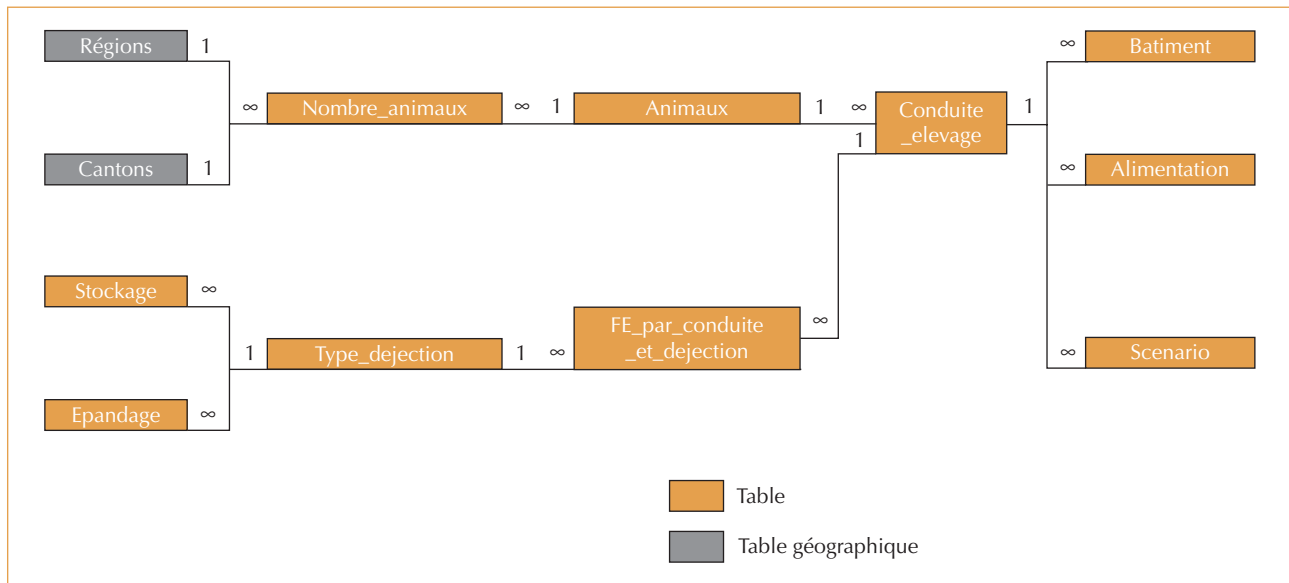 Régions 1
∞ Batiment
∞ Nombre_animaux ∞ 1 Animaux 1 ∞ Conduite
_elevage 1
1
Cantons 1
∞ Alimentation
Stockage ∞
FE_par_conduite
_et_dejection ∞
1 Type_dejection 1 ∞
∞ Scenario
Epandage ∞
Table
Table géographique